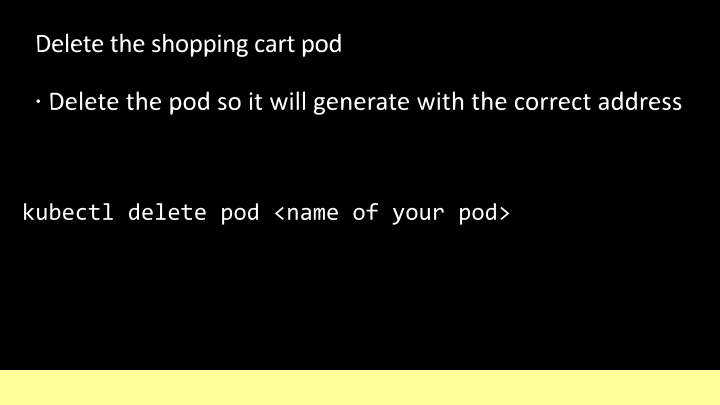 Delete the shopping cart pod
· Delete the pod so it will generate with the correct address
kubectl delete pod <name of your pod>